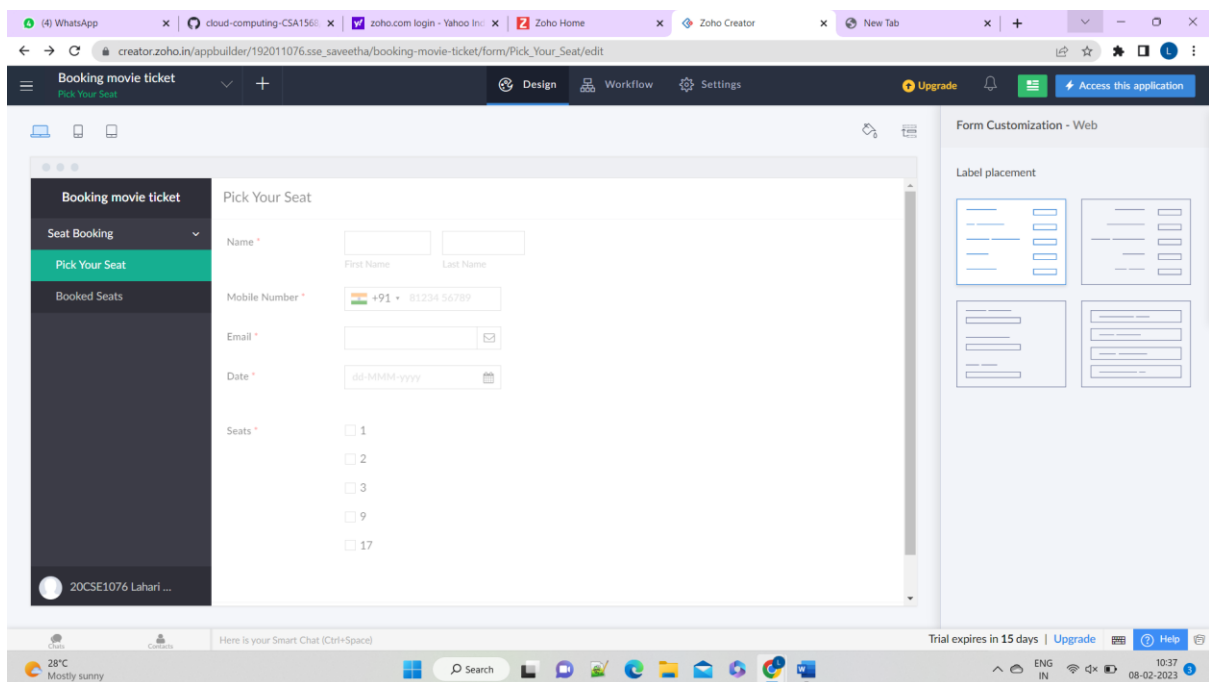 (4) WhatsApp
cloud-computing-CSA1568
zoho.com login - Yahoo Inc
Zoho Home
Zoho Creator
New Tab
creator.zoho.in/appbuilder/192011076.sse_saveetha/booking-movie-ticket/form/Pick_Your_Seat/edit
Booking movie ticket
Pick Your Seat
Design
Workflow
Settings
Upgrade
Access this application
Form Customization - Web
Label placement
Booking movie ticket
Seat Booking
Pick Your Seat
Booked Seats
20CSE1076 Lahari ...
Pick Your Seat
Name *
First Name Last Name
Mobile Number * +91 81234 56789
Email *
Date * dd-MMM-yyyy
Seats * 1
2
3
9
17
Chats Contacts Here is your Smart Chat (Ctrl+Space) Trial expires in 15 days | Upgrade Help
28°C
Mostly sunny
Search
ENG
IN
10:37
08-02-2023
3